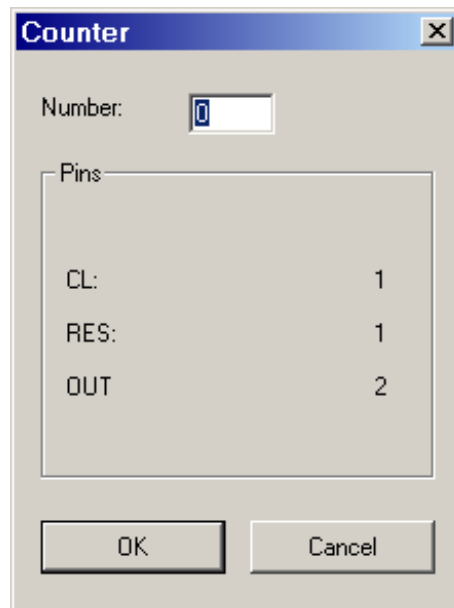 Counter
Number: 0
Pins
CL: 1
RES: 1
OUT 2
OK Cancel